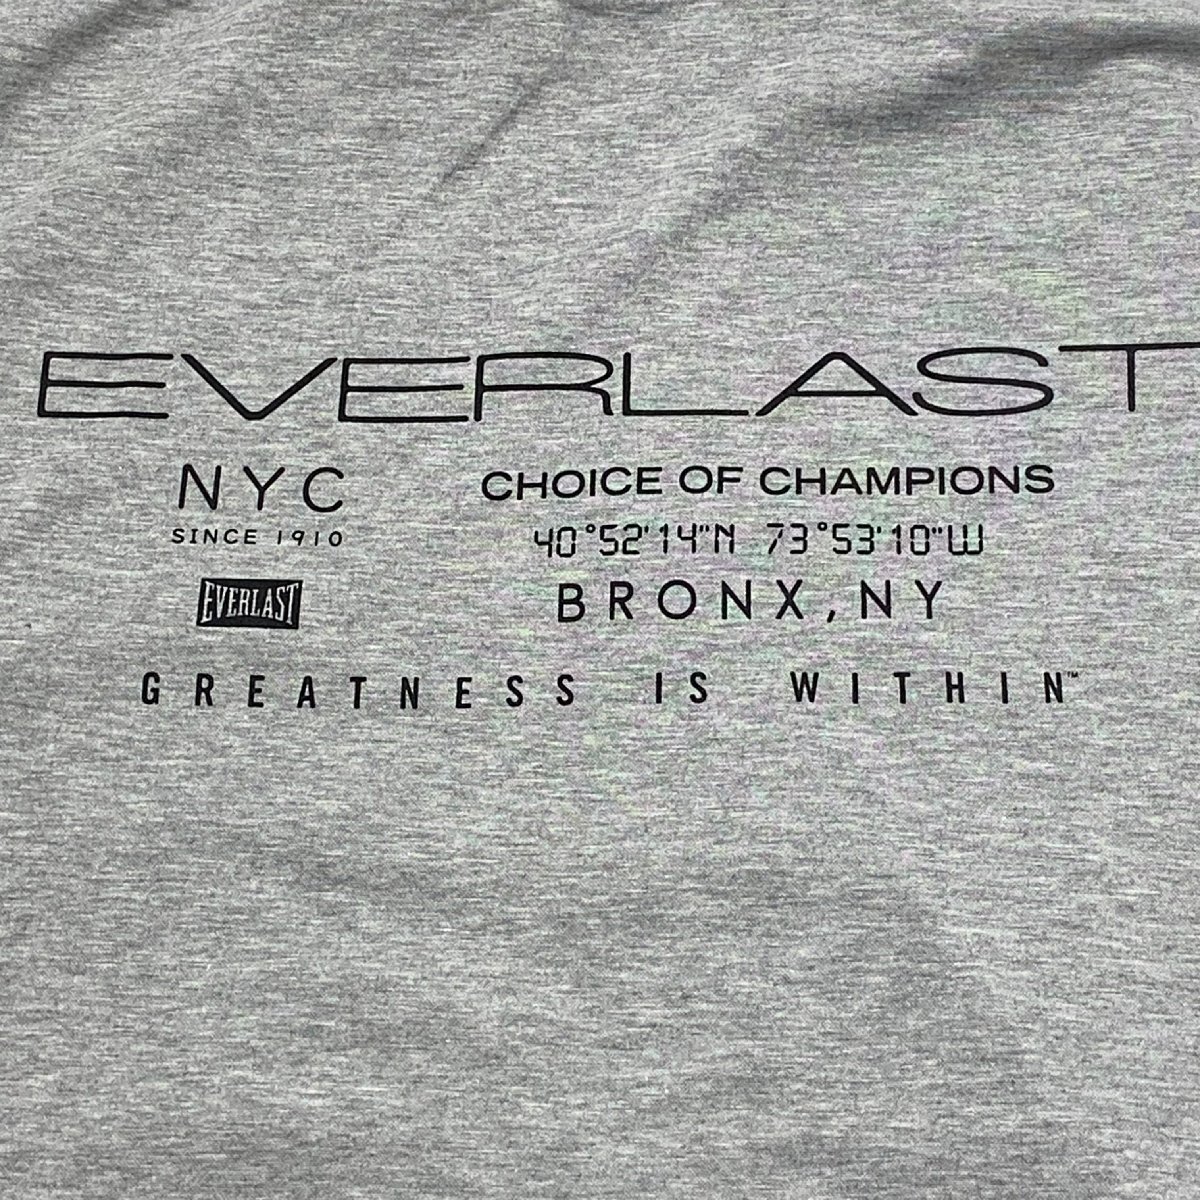 EVERLAST
NYC
SINCE 1910
EVERLAST
CHOICE OF CHAMPIONS
40°52'14"N 73°53'10"W
BRONX, NY
GREATNESS IS WITHIN™